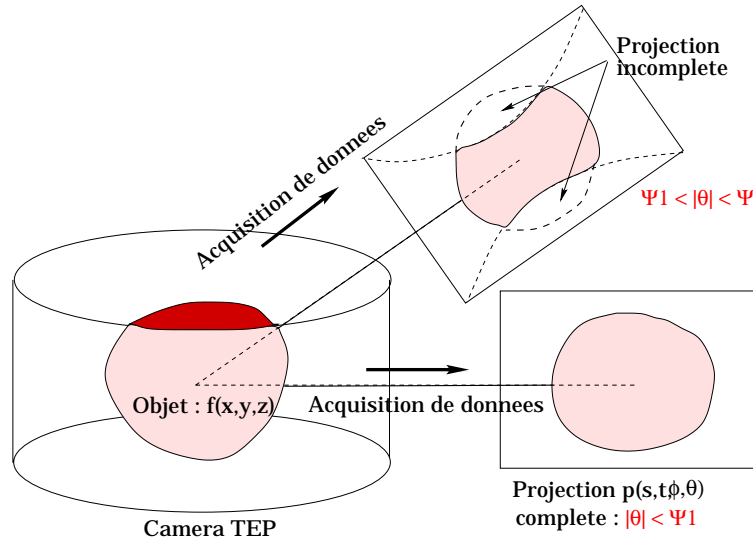 Projection
incomplete
Acquisition de donnees
Ψ1 < |θ| < Ψ
Objet : f(x,y,z)
Acquisition de donnees
Projection p(s,t,ϕ,θ)
complete : |θ| < Ψ1
Camera TEP